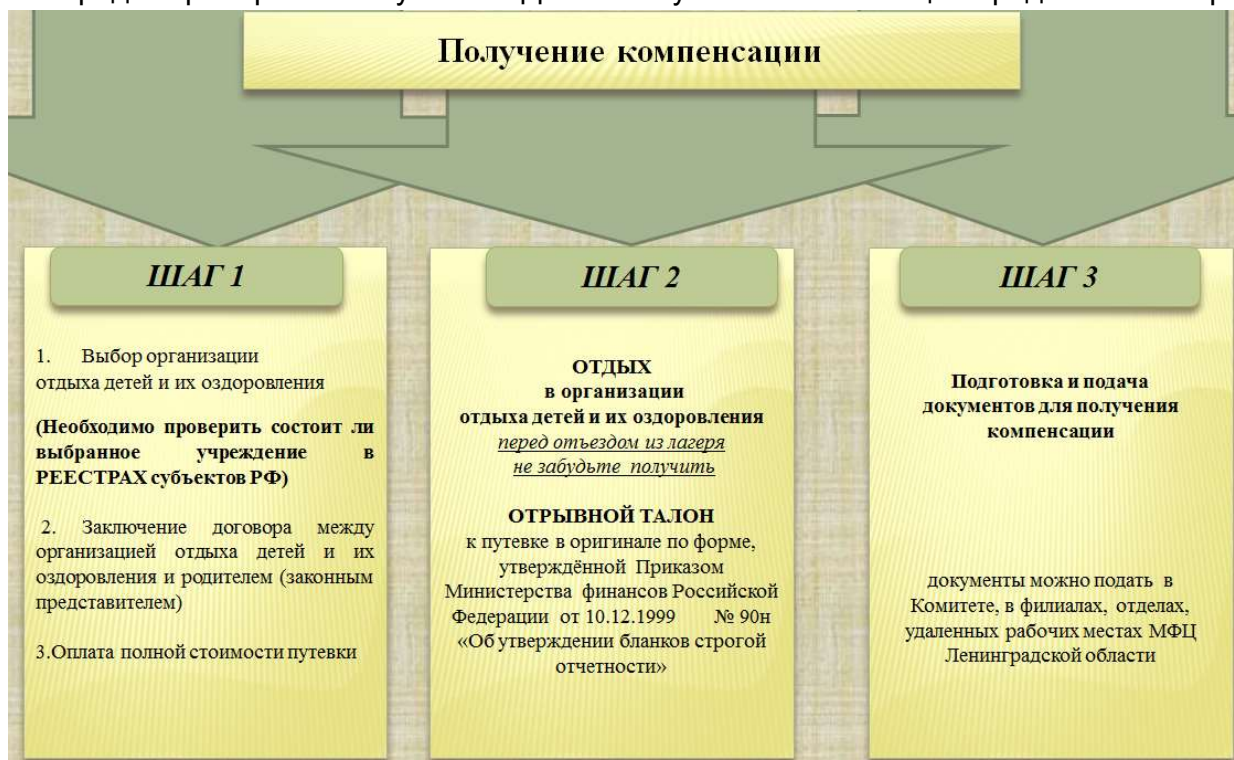 Получение компенсации
ШАГ 1
1. Выбор организации
отдыха детей и их оздоровления
(Необходимо проверить состоит ли
выбранное учреждение в
РЕЕСТРАХ субъектов РФ)
2. Заключение договора между
организацией отдыха детей и их
оздоровления и родителем (законным
представителем)
3.Оплата полной стоимости путевки
ШАГ 2
ОТДЫХ
в организации
отдыха детей и их оздоровления
перед отъездом из лагеря
не забудьте получить
ОТРЫВНОЙ ТАЛОН
к путевке в оригинале по форме,
утверждённой Приказом
Министерства финансов Российской
Федерации от 10.12.1999 № 90н
«Об утверждении бланков строгой
отчетности»
ШАГ 3
Подготовка и подача
документов для получения
компенсации
документы можно подать в
Комитете, в филиалах, отделах,
удаленных рабочих местах МФЦ
Ленинградской области